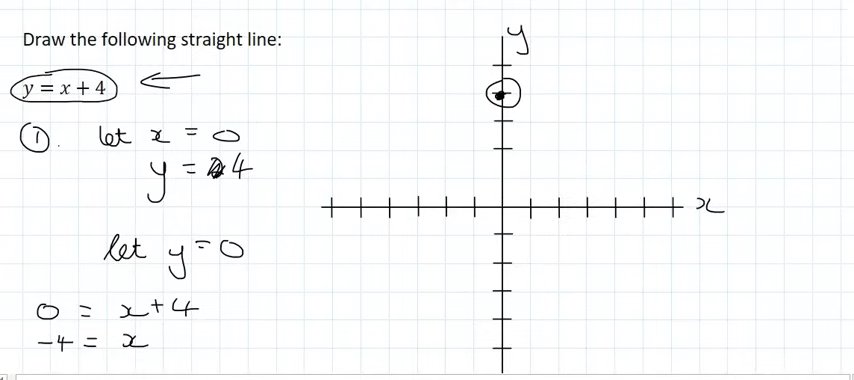 Draw the following straight line:
y = x + 4
① . let x = 0
y = 4
let y = 0
0 = x + 4
-4 = x
y
x